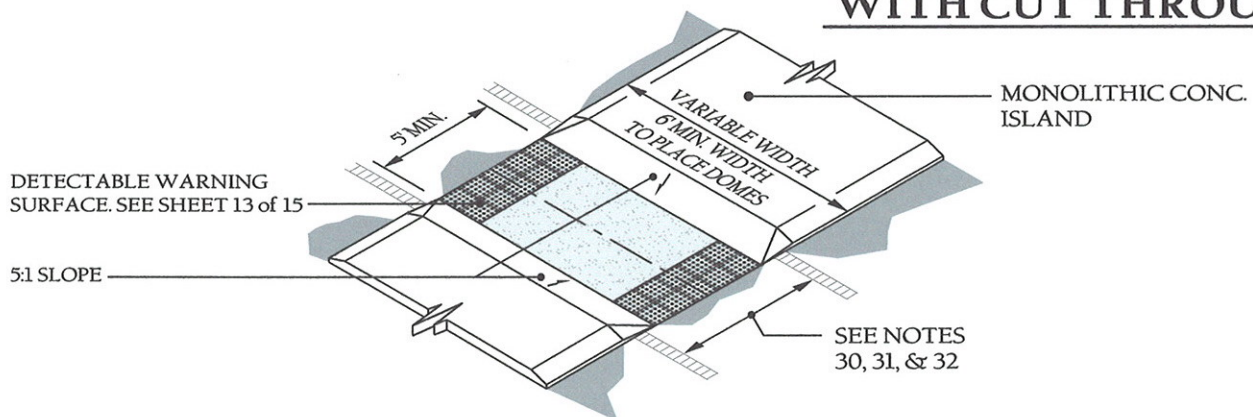 WITH CUT THROU
MONOLITHIC CONC.
ISLAND
VARIABLE WIDTH
6' MIN. WIDTH
TO PLACE DOMES
5' MIN.
DETECTABLE WARNING
SURFACE. SEE SHEET 13 of 15
5:1 SLOPE
SEE NOTES
30, 31, & 32